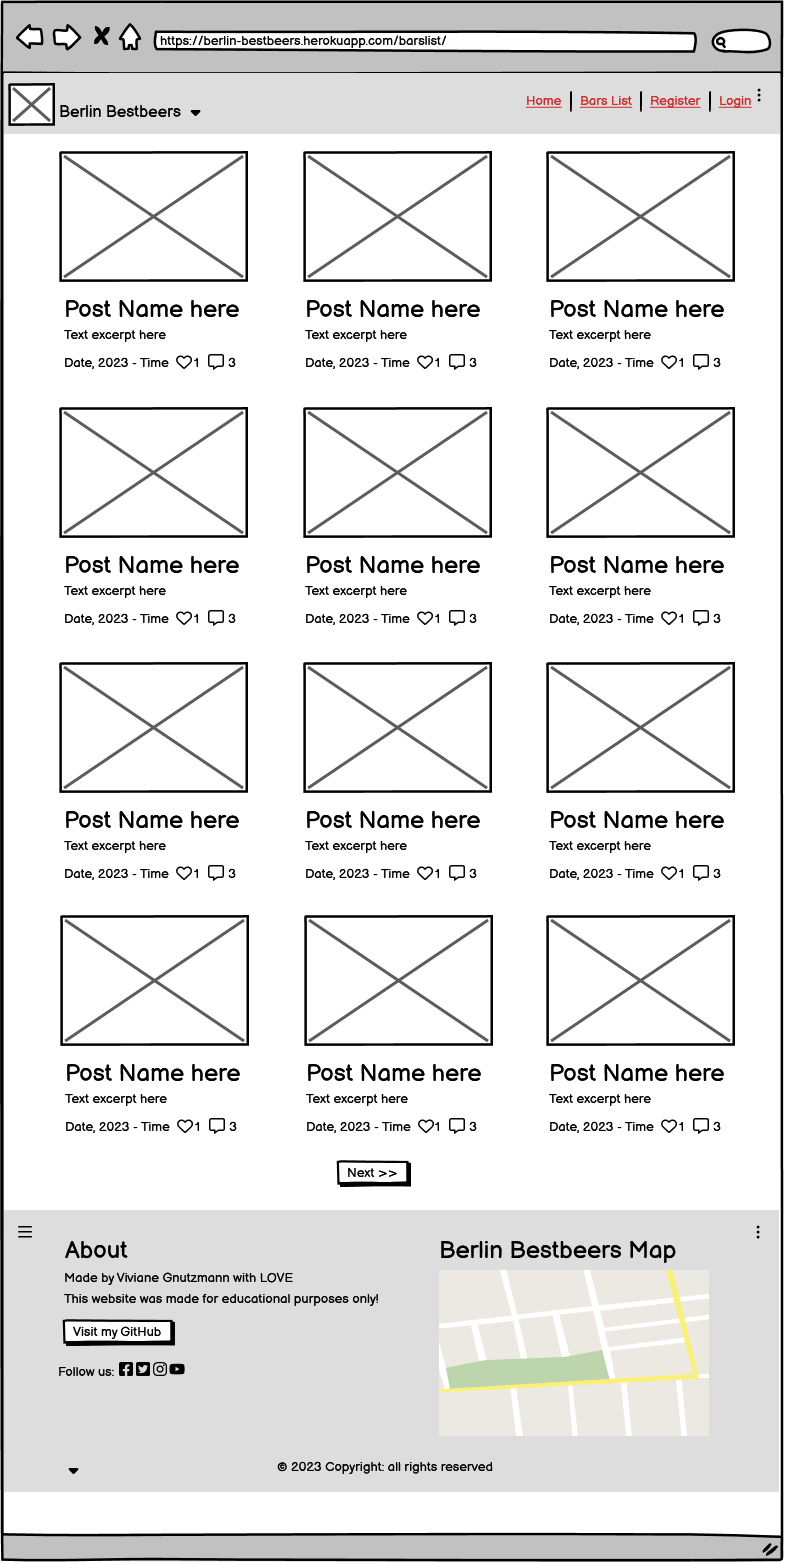 https://berlin-bestbeers.herokuapp.com/barslist/
Berlin Bestbeers
Home Bars List Register Login
Post Name here Post Name here Post Name here
Text excerpt here Text excerpt here Text excerpt here
Date, 2023 - Time 1 3 Date, 2023 - Time 1 3 Date, 2023 - Time 1 3
Post Name here Post Name here Post Name here
Text excerpt here Text excerpt here Text excerpt here
Date, 2023 - Time 1 3 Date, 2023 - Time 1 3 Date, 2023 - Time 1 3
Post Name here Post Name here Post Name here
Text excerpt here Text excerpt here Text excerpt here
Date, 2023 - Time 1 3 Date, 2023 - Time 1 3 Date, 2023 - Time 1 3
Post Name here Post Name here Post Name here
Text excerpt here Text excerpt here Text excerpt here
Date, 2023 - Time 1 3 Date, 2023 - Time 1 3 Date, 2023 - Time 1 3
Next >>
About
Made by Viviane Gnutzmann with LOVE
This website was made for educational purposes only!
Visit my GitHub
Follow us:
Berlin Bestbeers Map
© 2023 Copyright: all rights reserved